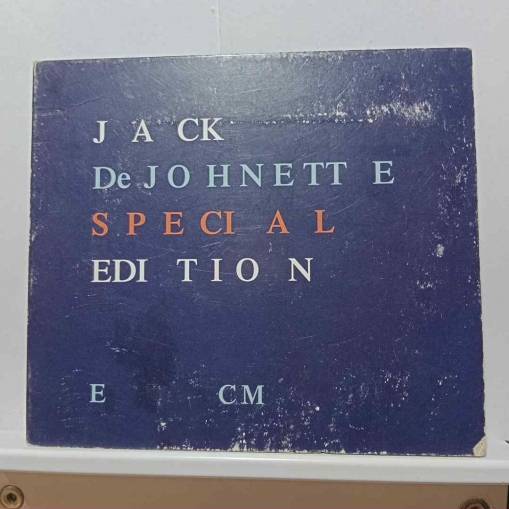 JACK
DeJOHNETTE
SPECIAL
EDITION
ECM